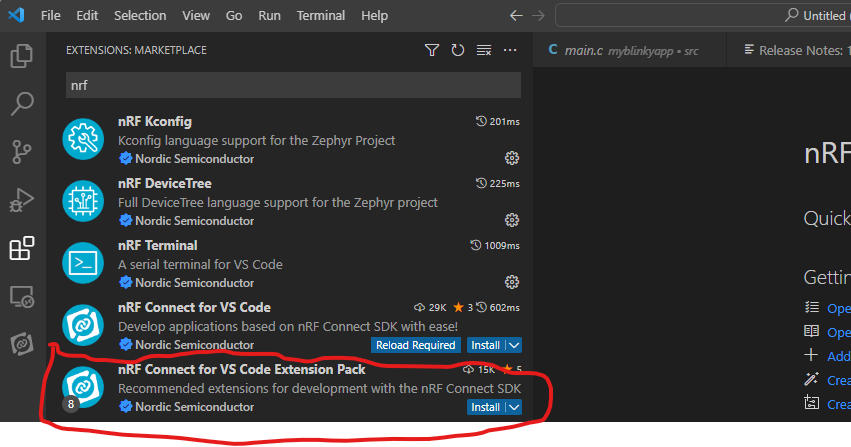 File Edit Selection View Go Run Terminal Help
Untitled (
EXTENSIONS: MARKETPLACE
C main.c myblinkyapp • src
Release Notes: 1
nrf
nRF Kconfig
201ms
Kconfig language support for the Zephyr Project
Nordic Semiconductor
nRF DeviceTree
225ms
Full DeviceTree language support for the Zephyr project
Nordic Semiconductor
nRF Terminal
1009ms
A serial terminal for VS Code
Nordic Semiconductor
nRF Connect for VS Code
29K 3 602ms
Develop applications based on nRF Connect SDK with ease!
Nordic Semiconductor
Reload Required Install
nRF Connect for VS Code Extension Pack
15K 5
Recommended extensions for development with the nRF Connect SDK
8
Nordic Semiconductor
Install
nRF
Quick
Getti
Ope
Ope
Add
Crea
Crea